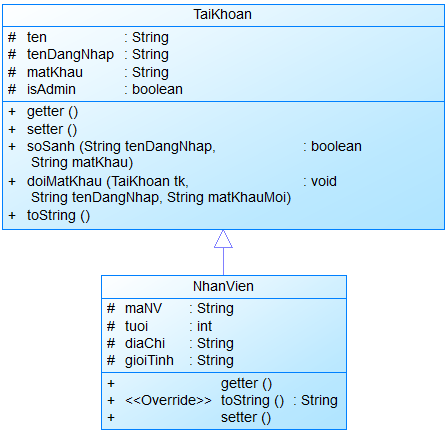 TaiKhoan
# ten : String
# tenDangNhap : String
# matKhau : String
# isAdmin : boolean
+ getter ()
+ setter ()
+ soSanh (String tenDangNhap, : boolean
String matKhau)
+ doiMatKhau (TaiKhoan tk, : void
String tenDangNhap, String matKhauMoi)
+ toString ()
NhanVien
# maNV : String
# tuoi : int
# diaChi : String
# gioiTinh : String
+ getter ()
+ <<Override>> toString () : String
+ setter ()